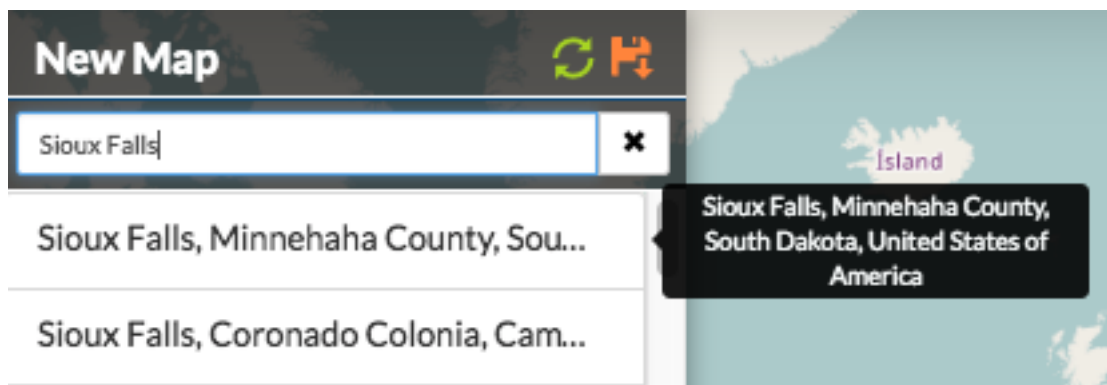 New Map
Sioux Falls
Ísland
Sioux Falls, Minnehaha County, Sou...
Sioux Falls, Minnehaha County,
South Dakota, United States of
America
Sioux Falls, Coronado Colonia, Cam...